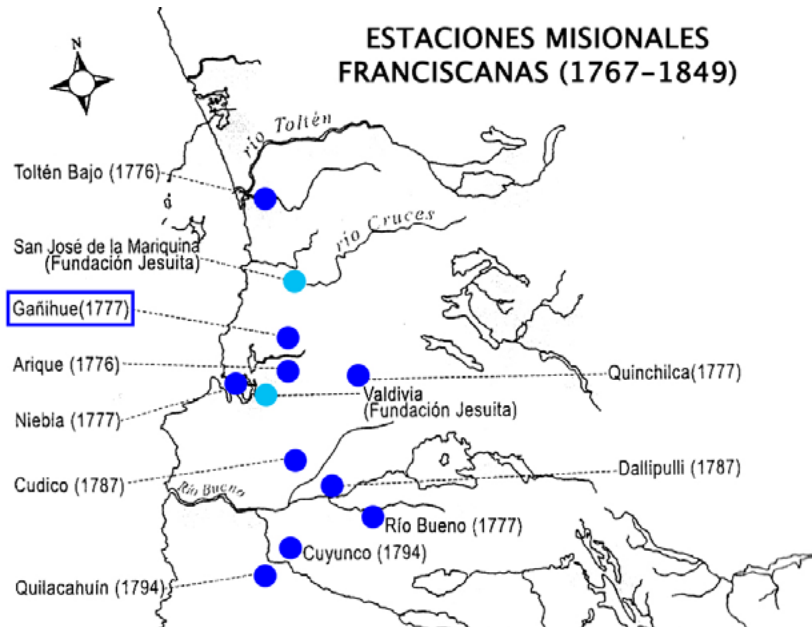 ESTACIONES MISIONALES
FRANCISCANAS (1767-1849)
N
río Toltén
Toltén Bajo (1776)
río Cruces
San José de la Mariquina
(Fundación Jesuita)
Gañihue(1777)
Arique (1776)
Quinchilca(1777)
Valdivia
(Fundación Jesuita)
Niebla (1777)
Cudico (1787)
Dallipulli (1787)
Río Bueno
Río Bueno (1777)
Cuyunco (1794)
Quilacahuín (1794)